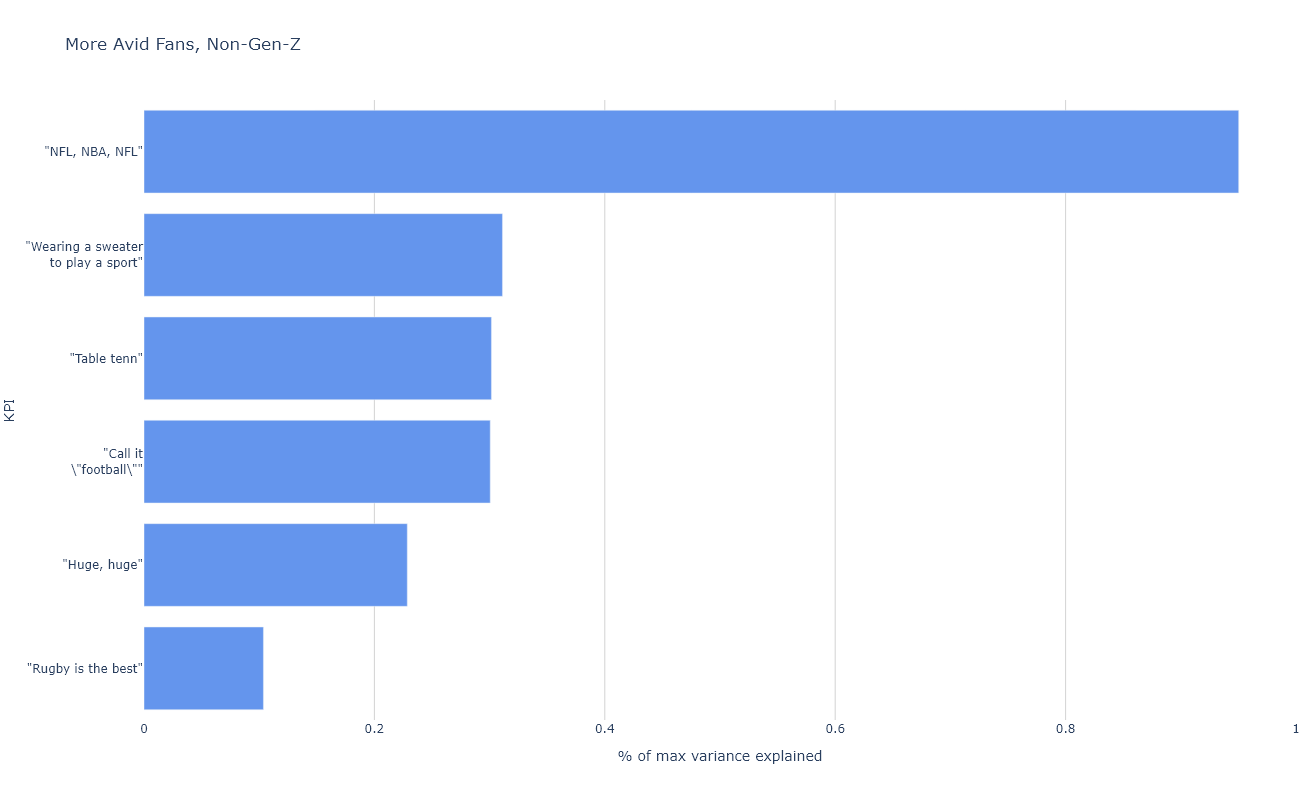 More Avid Fans, Non-Gen-Z
KPI
"NFL, NBA, NFL"
"Wearing a sweater
to play a sport"
"Table tenn"
"Call it
\"football\""
"Huge, huge"
"Rugby is the best"
0
0.2
0.4
0.6
0.8
1
% of max variance explained